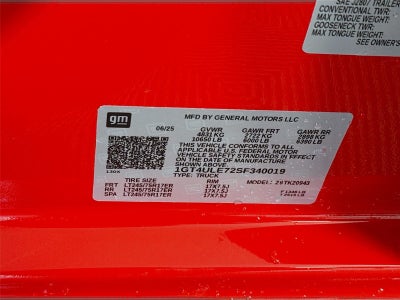 SAE J2807 TRAILER
CONVENTIONAL TWR:
MAX TONGUE WEIGHT:
GOOSENECK TWR:
MAX TONGUE WEIGHT:
SEE OWNER'S
gm
MFD BY GENERAL MOTORS LLC
06/25 GVWR GAWR FRT GAWR RR
4831 KG 2722 KG 2898 KG
10650 LB 6000 LB 6390 LB
THIS VEHICLE CONFORMS TO ALL
APPLICABLE U.S. FEDERAL MOTOR
VEHICLE SAFETY STANDARDS IN EFFECT
ON THE DATE OF MANUFACTURE SHOWN ABOVE.
1GT4ULE72SF340019
TYPE: TRUCK
TIRE SIZE RIM MODEL: 20943
FRT LT245/75R17ER 17X7.5J
RR LT245/75R17ER 17X7.5J
SPA LT245/75R17ER 17X7.5J